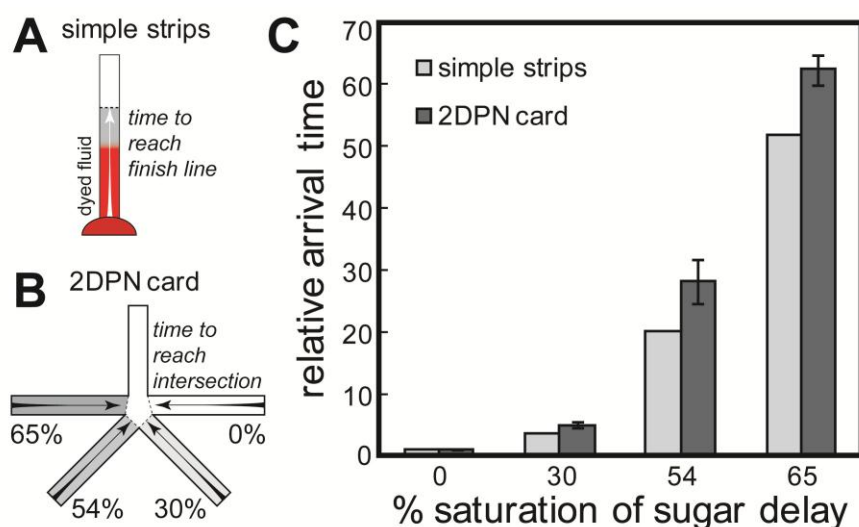 A
simple strips
dyed fluid
time to
reach
finish line
B
2DPN card
time to
reach
intersection
65%
0%
54%
30%
C
relative arrival time
70
60
50
40
30
20
10
0
simple strips
2DPN card
0
30
54
65
% saturation of sugar delay